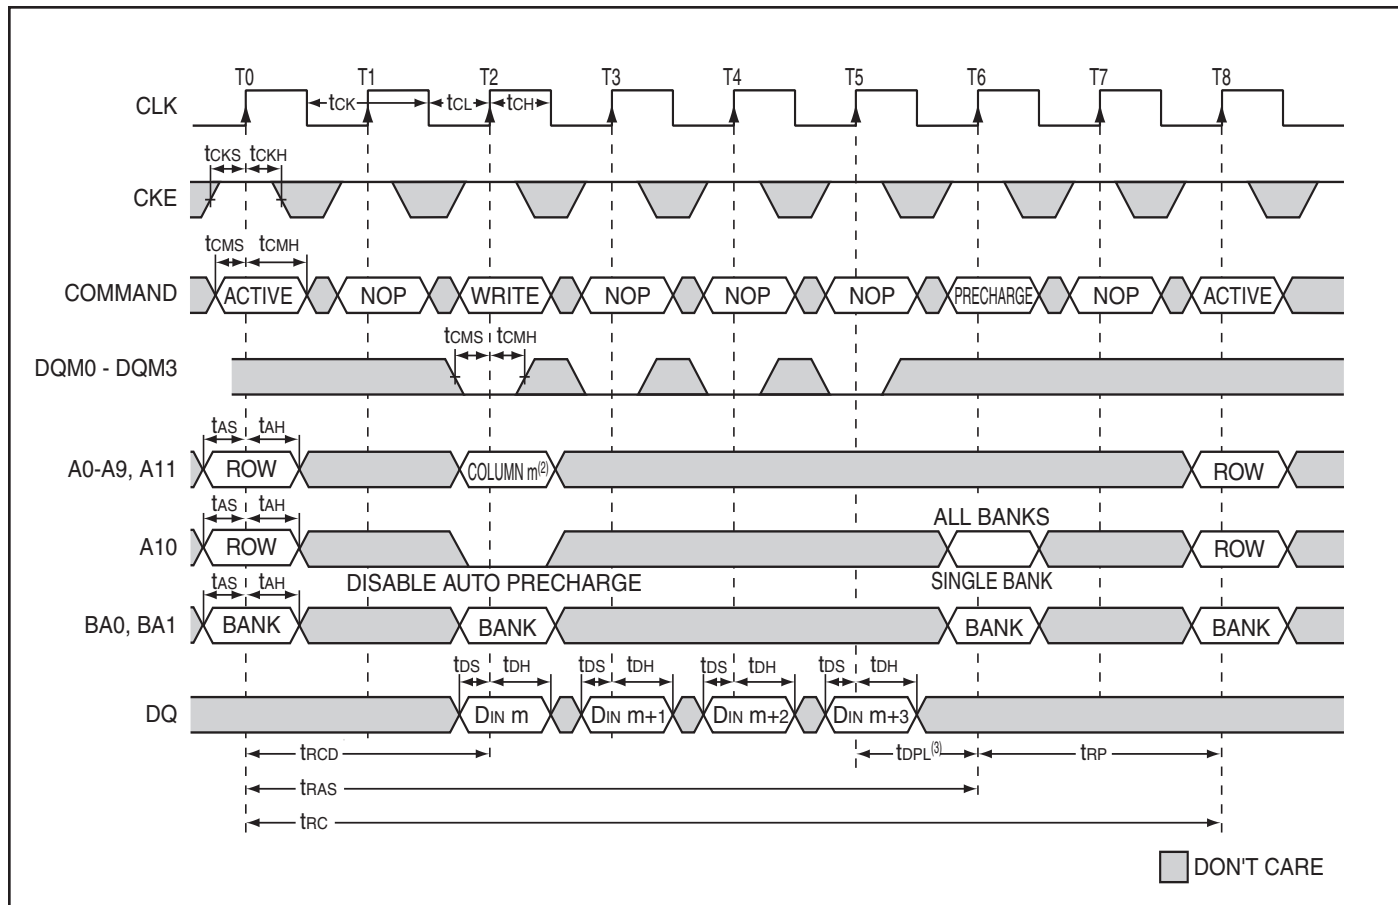 T0 T1 T2 T3 T4 T5 T6 T7 T8
CLK tCK tCL tCH
tCKS tCKH
CKE
tCMS tCMH
COMMAND ACTIVE NOP WRITE NOP NOP NOP PRECHARGE NOP ACTIVE
tCMS tCMH
DQM0 - DQM3
tAS tAH
A0-A9, A11 ROW COLUMN m(2) ROW
tAS tAH ALL BANKS
A10 ROW ROW
tAS tAH DISABLE AUTO PRECHARGE SINGLE BANK
BA0, BA1 BANK BANK BANK BANK
tDS tDH tDS tDH tDS tDH tDS tDH
DQ DIN m DIN m+1 DIN m+2 DIN m+3
tRCD tDPL(3) tRP
tRAS
tRC
DON'T CARE